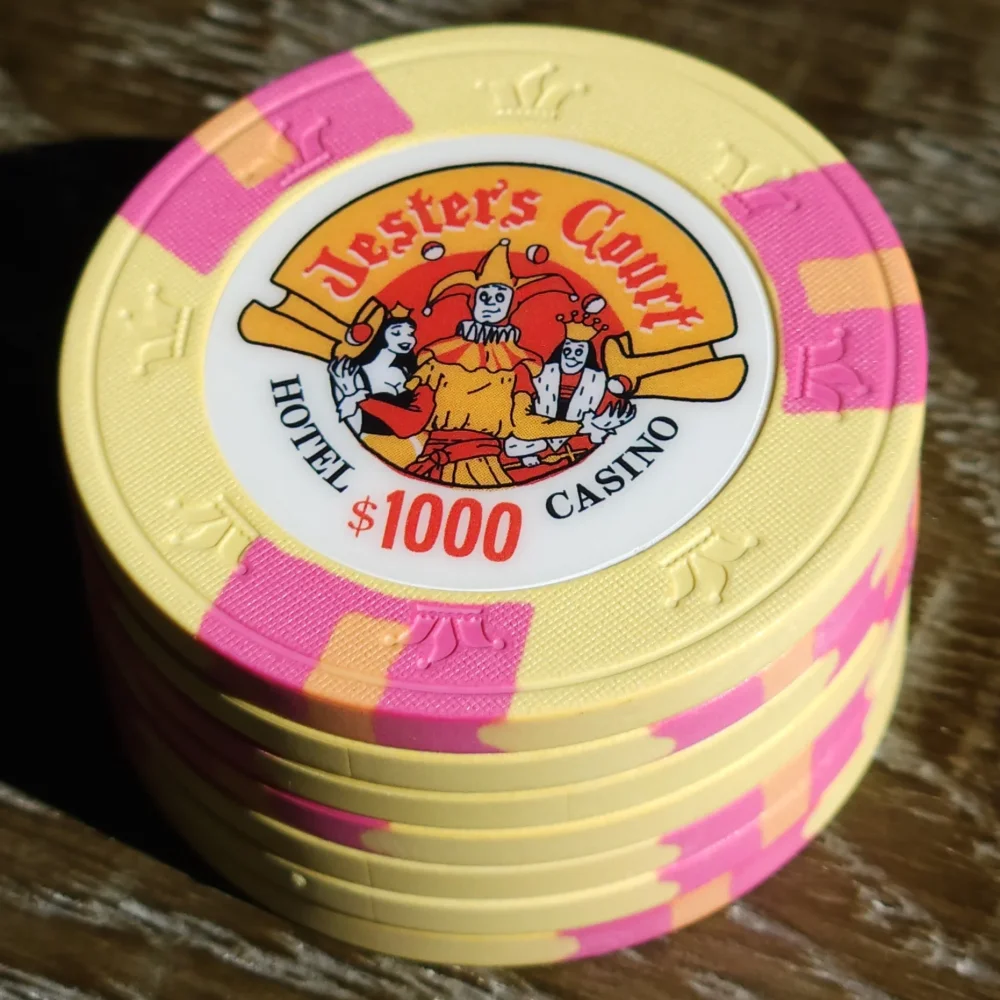 Jester's Court
HOTEL
CASINO
$1000